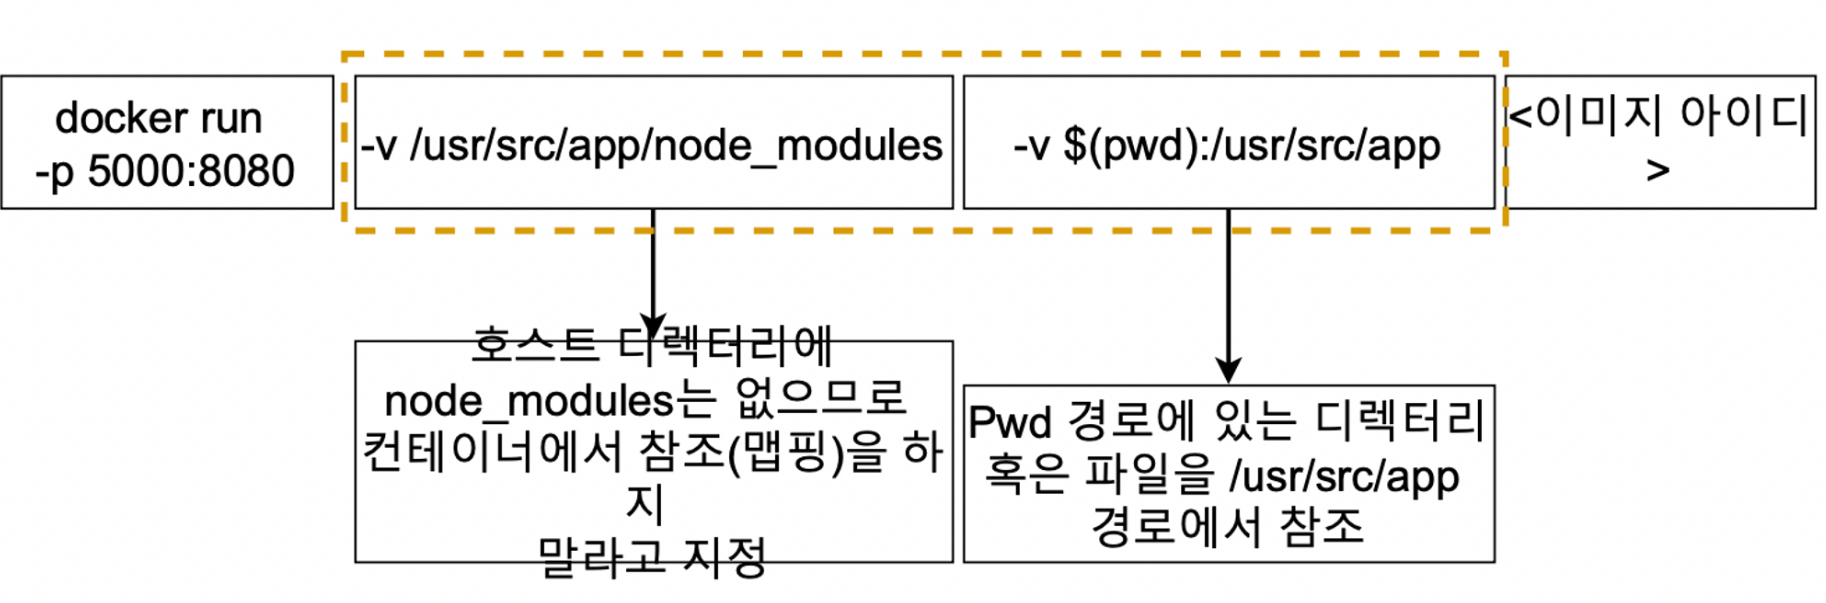 docker run
-p 5000:8080
-v /usr/src/app/node_modules
-v $(pwd):/usr/src/app
<이미지 아이디
>
호스트 디렉터리에
node_modules는 없으므로
컨테이너에서 참조(맵핑)을 하
지
말라고 지정
Pwd 경로에 있는 디렉터리
혹은 파일을 /usr/src/app
경로에서 참조